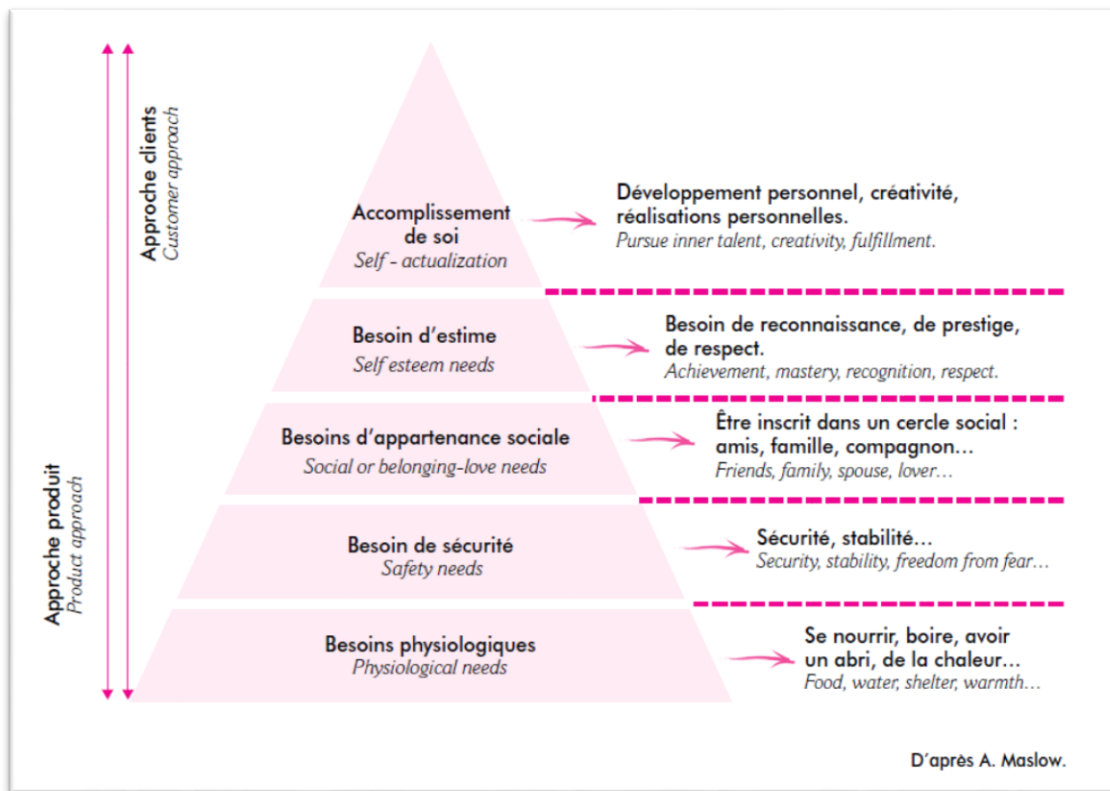 Approche clients
Customer approach
Approche produit
Product approach
Accomplissement
de soi
Self - actualization
Développement personnel, créativité,
réalisations personnelles.
Pursue inner talent, creativity, fulfillment.
Besoin d’estime
Self esteem needs
Besoin de reconnaissance, de prestige,
de respect.
Achievement, mastery, recognition, respect.
Besoins d’appartenance sociale
Social or belonging-love needs
Être inscrit dans un cercle social :
amis, famille, compagnon…
Friends, family, spouse, lover…
Besoin de sécurité
Safety needs
Sécurité, stabilité…
Security, stability, freedom from fear…
Besoins physiologiques
Physiological needs
Se nourrir, boire, avoir
un abri, de la chaleur…
Food, water, shelter, warmth…
D’après A. Maslow.